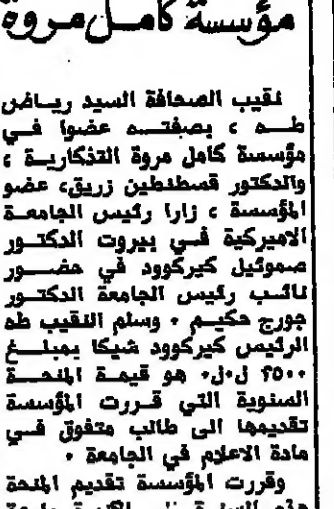 مؤسسة كامل مروة
نقيب الصحافة السيد رياض
طه ، بصفته عضوا في
مؤسسة كامل مروة التذكارية ،
والدكتور قسطنطين زريق، عضو
المؤسسة ، زارا رئيس الجامعة
الاميركية في بيروت الدكتور
صموئيل كيركوود في حضور
نائب رئيس الجامعة الدكتور
جورج حكيم . وسلم النقيب طه
الرئيس كيركوود شيكا بمبلغ
٢٥٠٠ ل.ل. هو قيمة المنحة
السنوية التي قررت المؤسسة
تقديمها الى طالب متفوق في
مادة الاعلام في الجامعة .
وقررت المؤسسة تقديم المنحة
هذه السنة